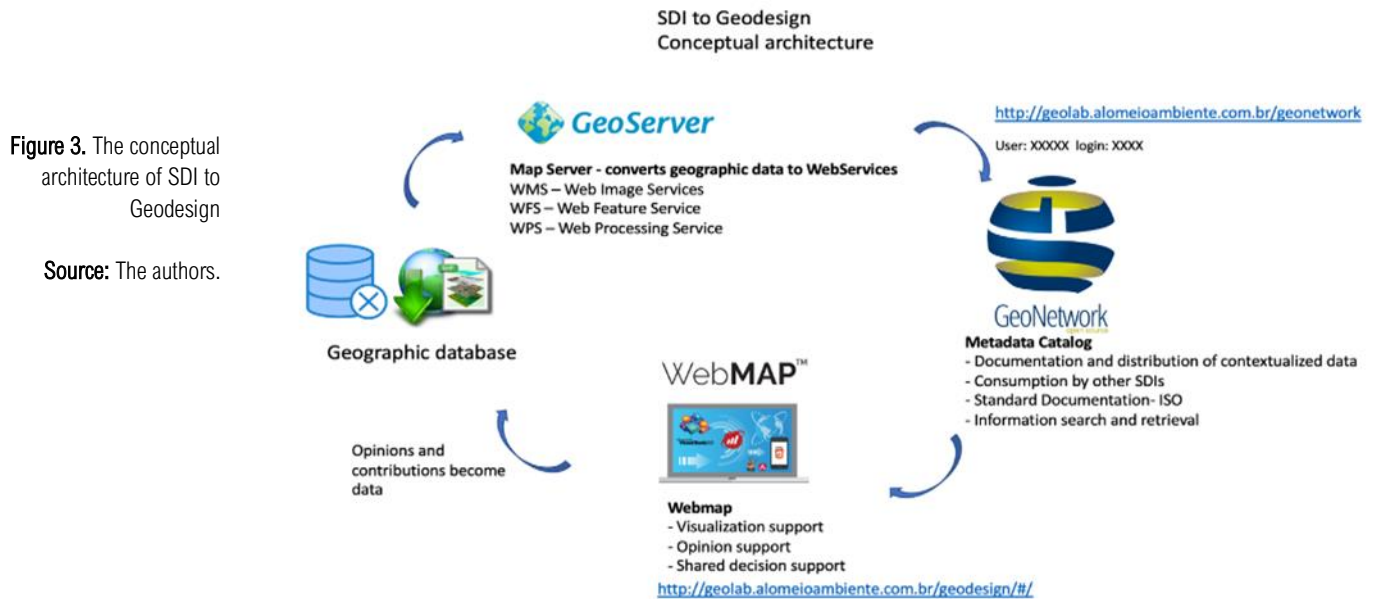 SDI to Geodesign
Conceptual architecture
Figure 3. The conceptual
architecture of SDI to
Geodesign
Source: The authors.
GeoServer
Map Server - converts geographic data to WebServices
WMS – Web Image Services
WFS – Web Feature Service
WPS – Web Processing Service
http://geolab.alomeioambiente.com.br/geonetwork
User: XXXXX login: XXXX
GeoNetwork
open source
Metadata Catalog
- Documentation and distribution of contextualized data
- Consumption by other SDIs
- Standard Documentation- ISO
- Information search and retrieval
Geographic database
WebMAP™
Webmap
- Visualization support
- Opinion support
- Shared decision support
http://geolab.alomeioambiente.com.br/geodesign/#/
Opinions and
contributions become
data